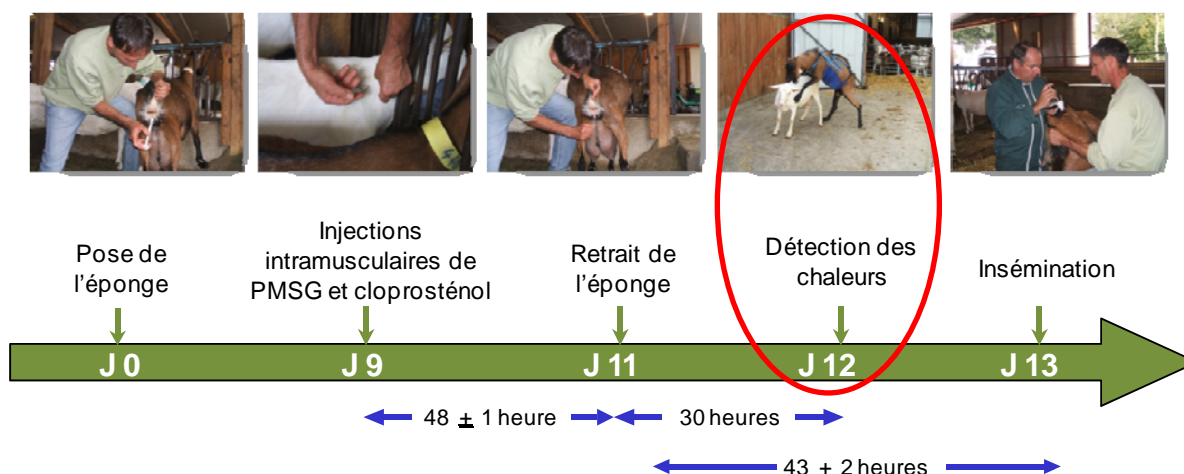 Pose de
l'éponge
Injections
intramusculaires de
PMSG et cloprosténol
Retrait de
l'éponge
Détection des
chaleurs
Insémination
J 0
J 9
J 11
J 12
J 13
48 ± 1 heure
30 heures
43 + 2 heures